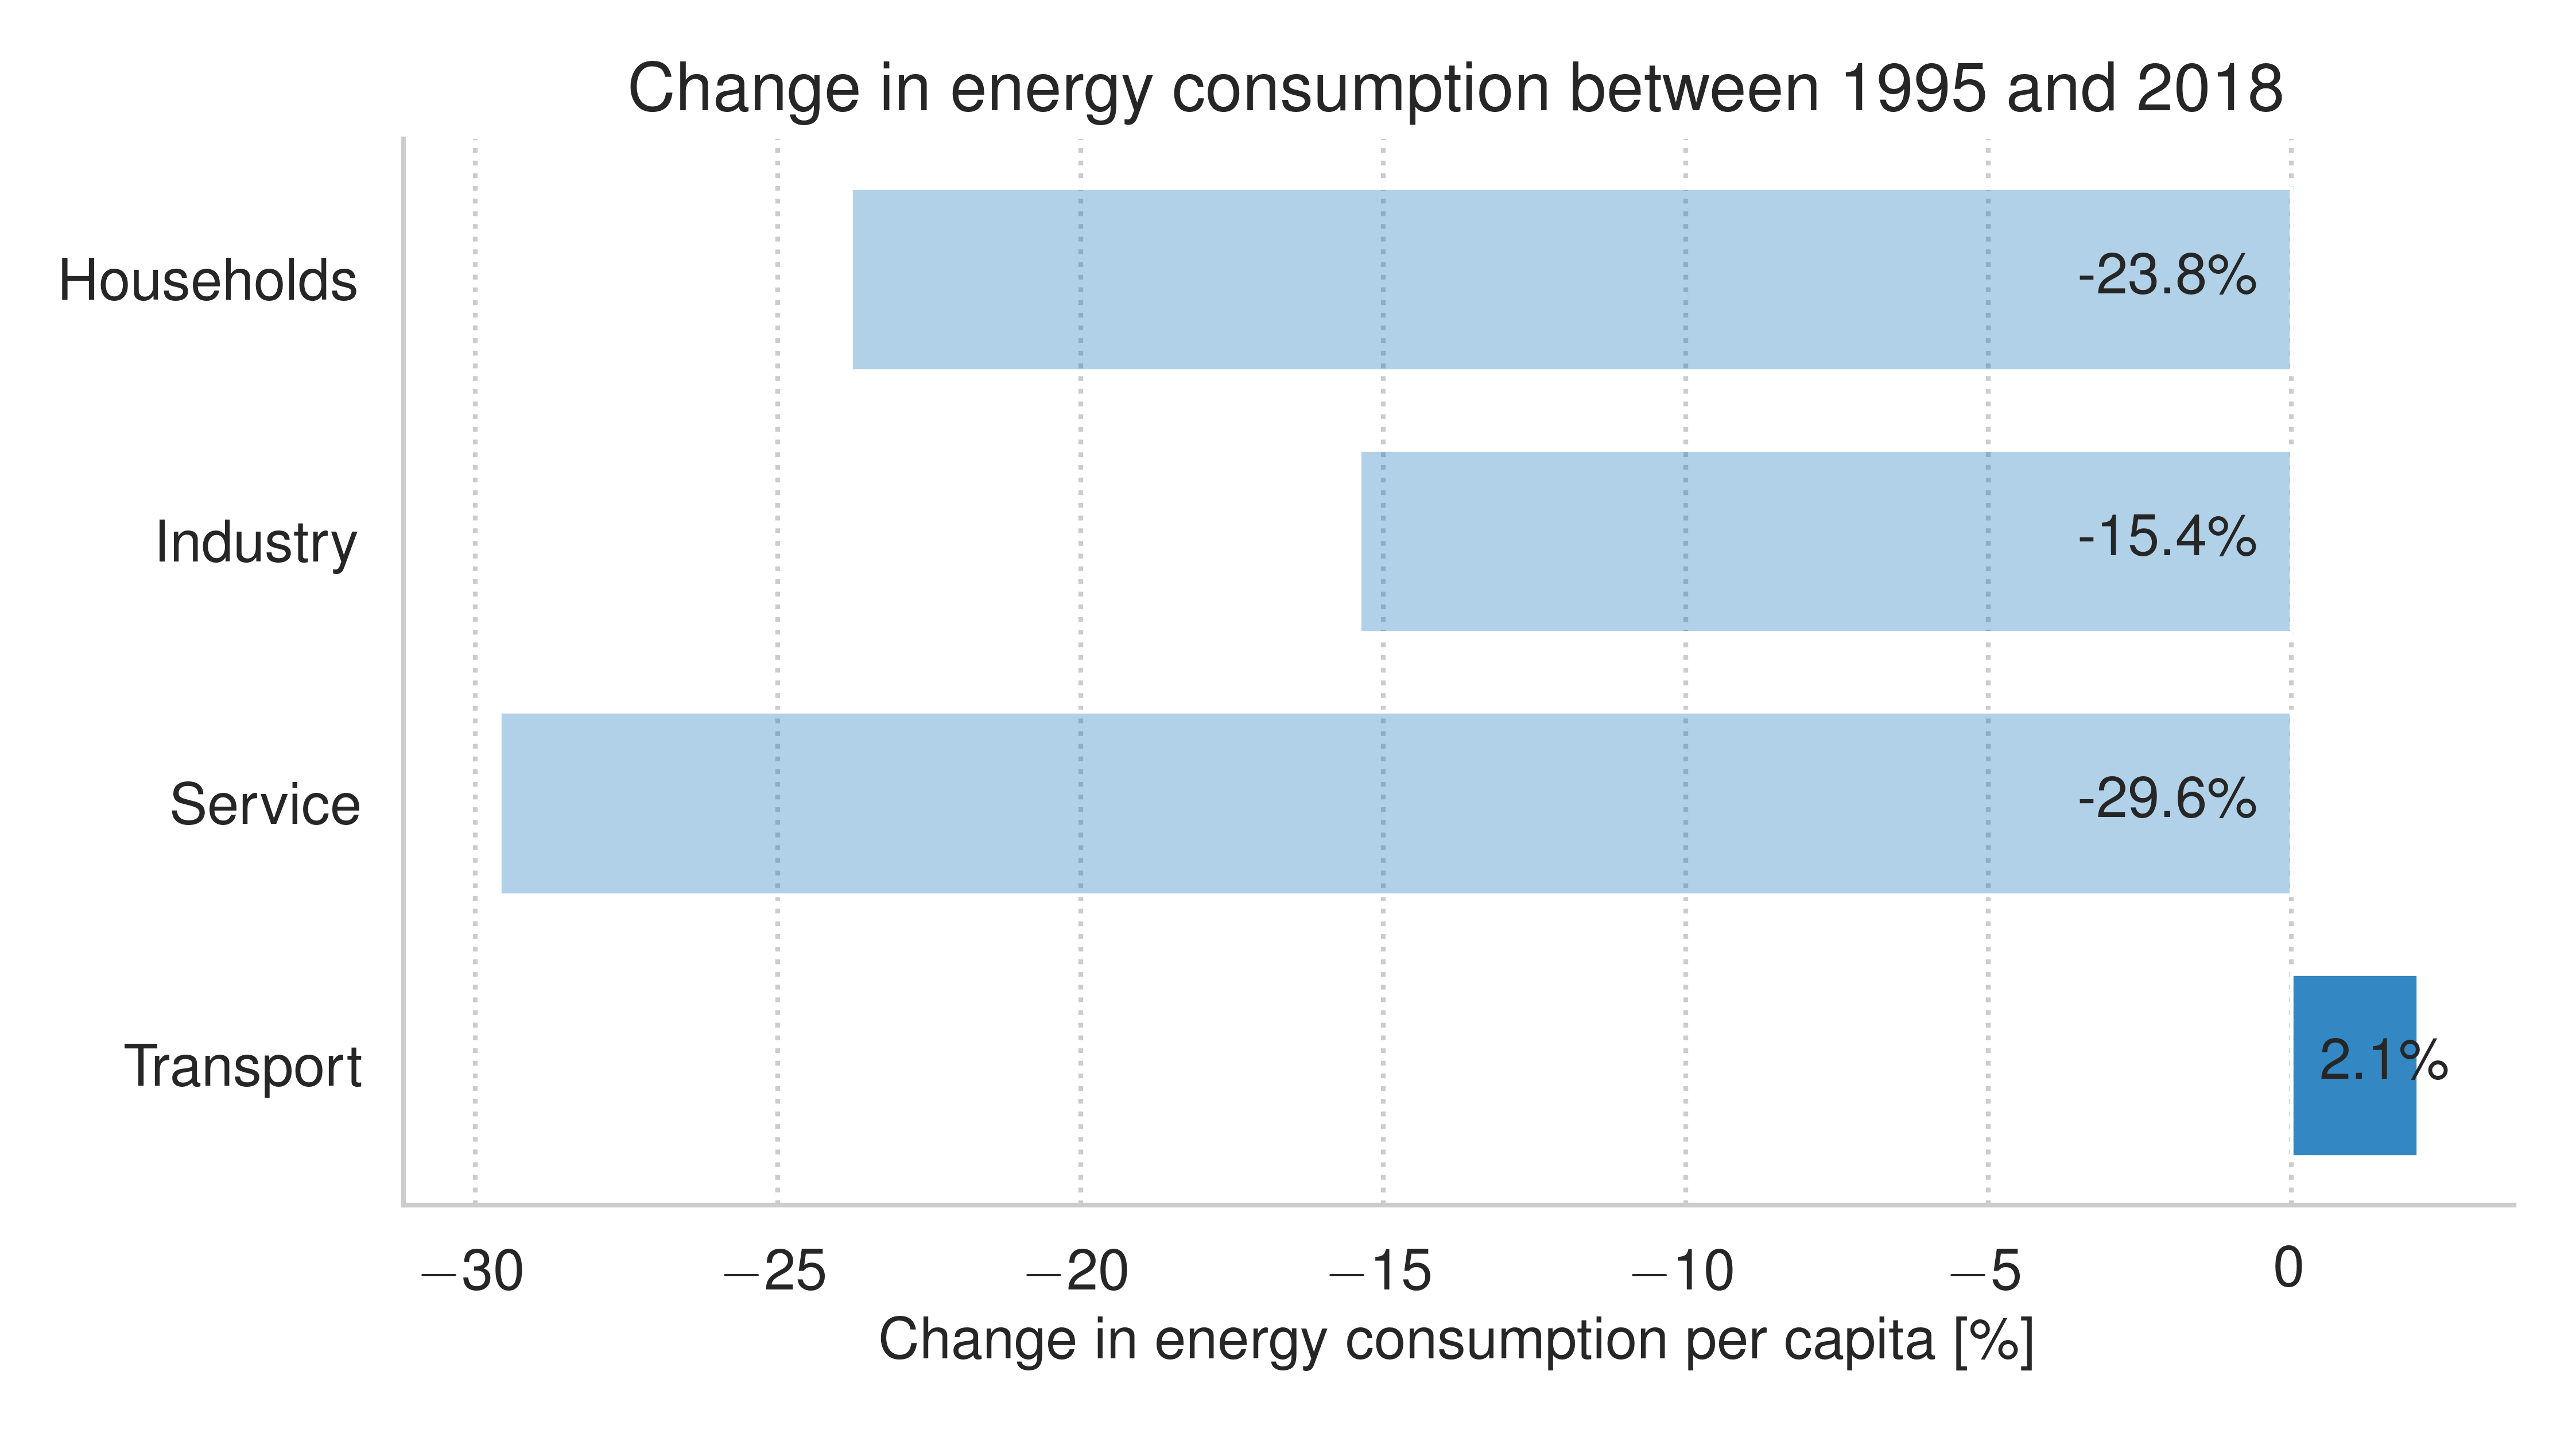 Change in energy consumption between 1995 and 2018
Households
-23.8%
Industry
-15.4%
Service
-29.6%
Transport
2.1%
−30 −25 −20 −15 −10 −5 0
Change in energy consumption per capita [%]